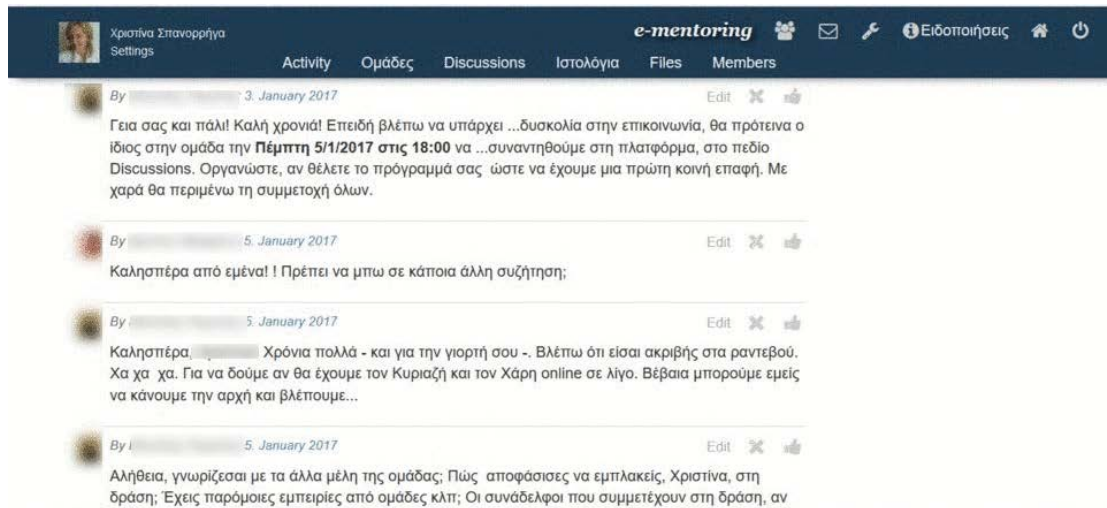 Χριστίνα Σπανορρήγα
Settings
e-mentoring
Ειδοποιήσεις
Activity Ομάδες Discussions Ιστολόγια Files Members
By 3. January 2017 Edit
Γεια σας και πάλι! Καλή χρονιά! Επειδή βλέπω να υπάρχει ...δυσκολία στην επικοινωνία, θα πρότεινα ο
ίδιος στην ομάδα την Πέμπτη 5/1/2017 στις 18:00 να ...συναντηθούμε στη πλατφόρμα, στο πεδίο
Discussions. Οργανώστε, αν θέλετε το πρόγραμμά σας ώστε να έχουμε μια πρώτη κοινή επαφή. Με
χαρά θα περιμένω τη συμμετοχή όλων.
By 5. January 2017 Edit
Καλησπέρα από εμένα! ! Πρέπει να μπω σε κάποια άλλη συζήτηση;
By 5. January 2017 Edit
Καλησπέρα, Χρόνια πολλά - και για την γιορτή σου -. Βλέπω ότι είσαι ακριβής στα ραντεβού.
Χα χα χα. Για να δούμε αν θα έχουμε τον Κυριαζή και τον Χάρη online σε λίγο. Βέβαια μπορούμε εμείς
να κάνουμε την αρχή και βλέπουμε...
By 5. January 2017 Edit
Αλήθεια, γνωρίζεσαι με τα άλλα μέλη της ομάδας; Πώς αποφάσισες να εμπλακείς, Χριστίνα, στη
δράση; Έχεις παρόμοιες εμπειρίες από ομάδες κλπ; Οι συνάδελφοι που συμμετέχουν στη δράση, αν